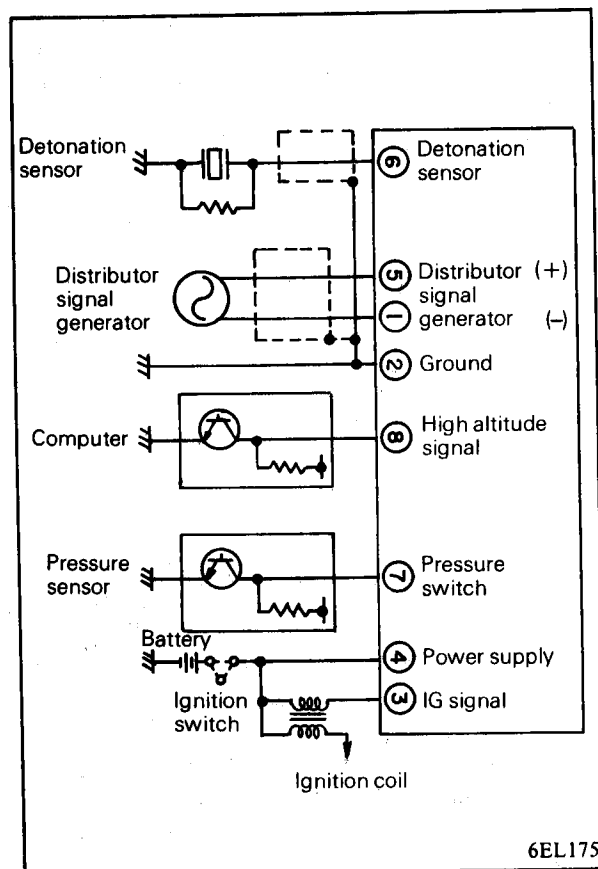 Detonation
sensor
6 Detonation
sensor
Distributor
signal
generator
5 Distributor (+)
signal
1 generator (−)
2 Ground
Computer
8 High altitude
signal
Pressure
sensor
7 Pressure
switch
Battery
4 Power supply
Ignition
switch
3 IG signal
Ignition coil
6EL175